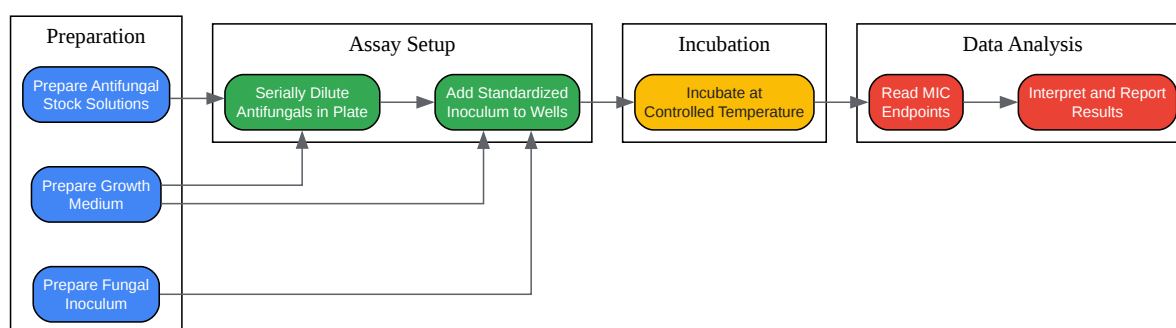 Preparation
Prepare Antifungal
Stock Solutions
Prepare Growth
Medium
Prepare Fungal
Inoculum
Assay Setup
Serially Dilute
Antifungals in Plate
Add Standardized
Inoculum to Wells
Incubation
Incubate at
Controlled Temperature
Data Analysis
Read MIC
Endpoints
Interpret and Report
Results